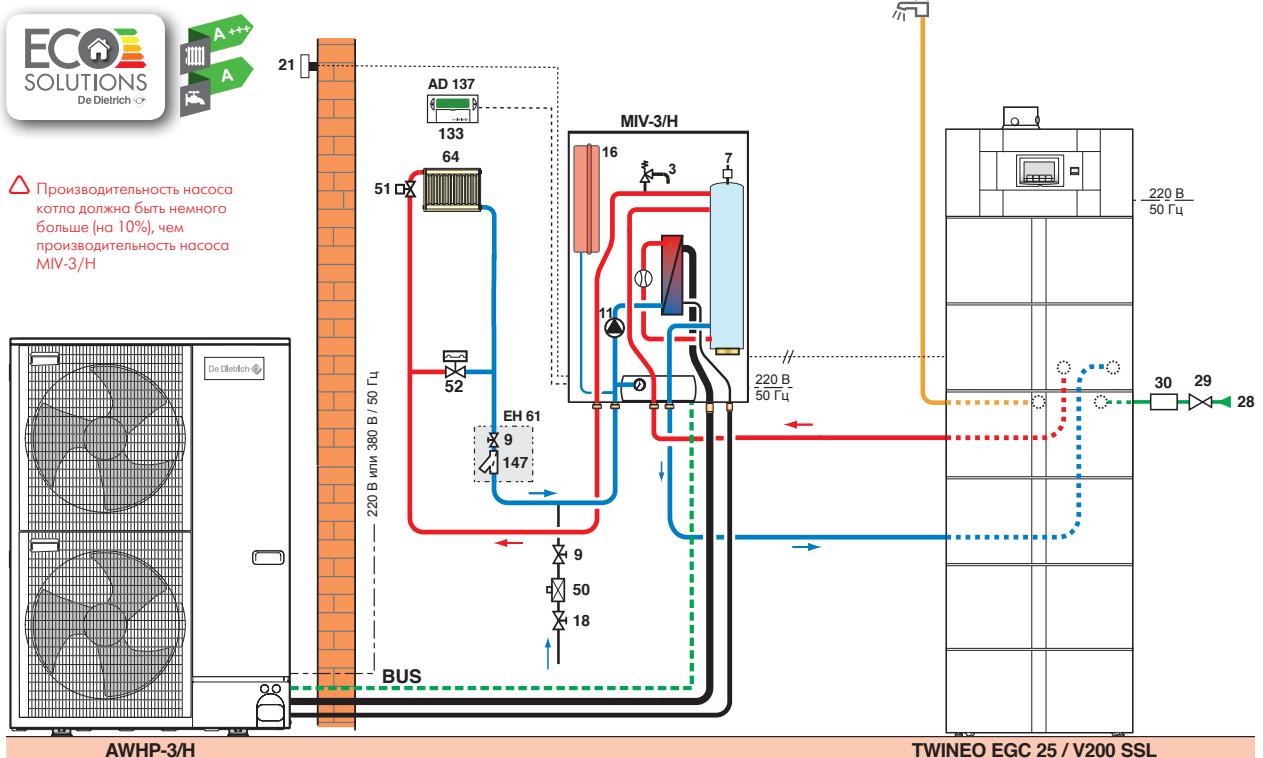 ECO
SOLUTIONS
De Dietrich
A +++
A
21
AD 137
133
64
51
MIV-3/H
16
3
7
11
220 В
50 Гц
220 В
50 Гц
Производительность насоса
котла должна быть немного
больше (на 10%), чем
производительность насоса
MIV-3/H
De Dietrich
52
EH 61
9
147
220 В или 380 В / 50 Гц
30
29
28
9
50
18
BUS
AWHP-3/H
TWINEO EGC 25 / V200 SSL